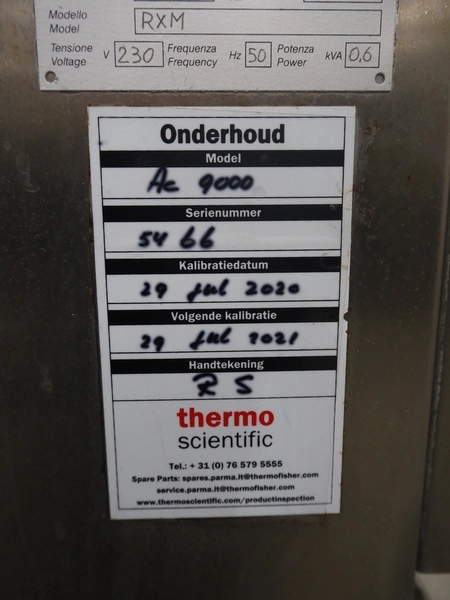 Modello
Model RXM
Tensione Voltage V 230 Frequenza Frequency Hz 50 Potenza Power kVA 0,6
Onderhoud
Model
Ac 9000
Serienummer
54 66
Kalibratiedatum
29 jul 2020
Volgende kalibratie
29 jul 2021
Handtekening
R S
thermo
scientific
Tel.: + 31 (0) 76 579 5555
Spare Parts: spares.parma.it@thermofisher.com
service.parma.it@thermofisher.com
www.thermoscientific.com/productinspection